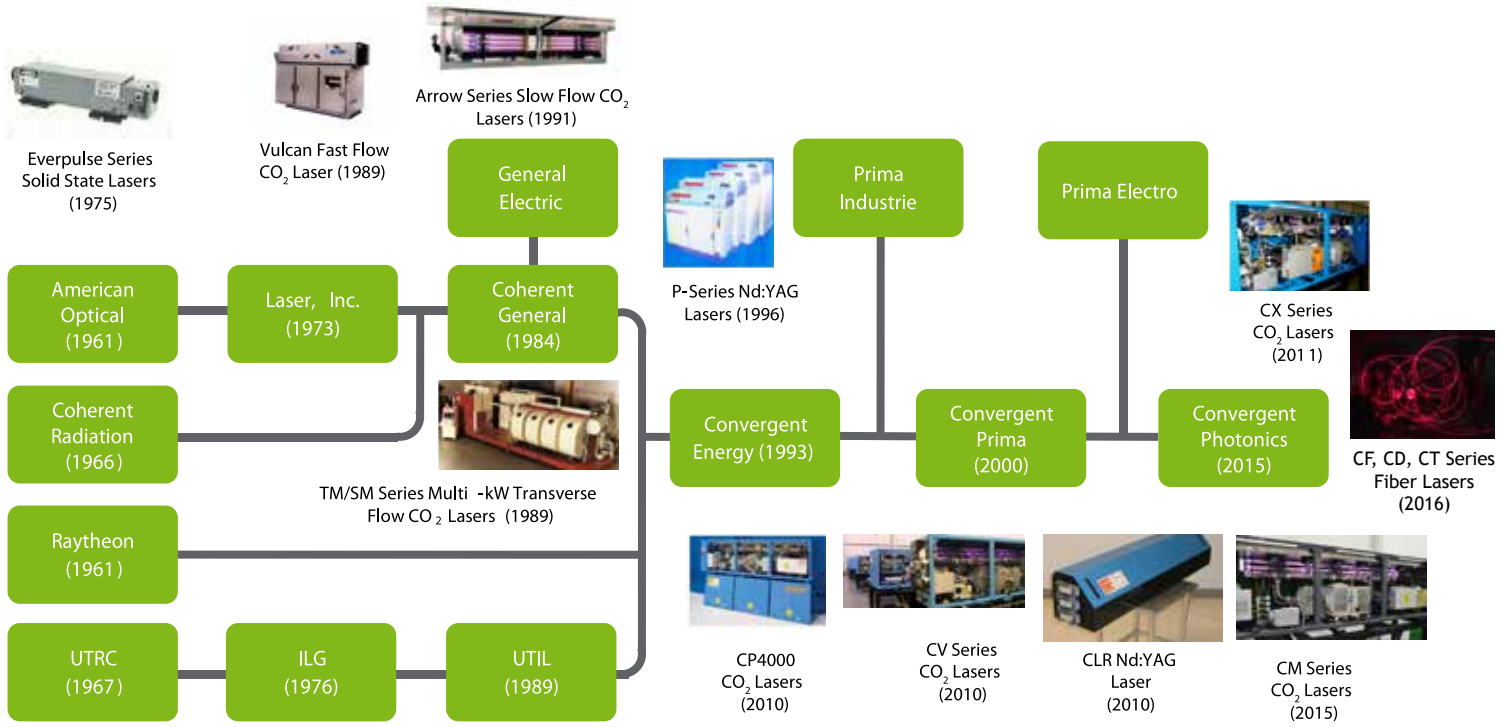 Everpulse Series
Solid State Lasers
(1975)
Vulcan Fast Flow
CO₂ Laser (1989)
Arrow Series Slow Flow CO₂
Lasers (1991)
General
Electric
P-Series Nd:YAG
Lasers (1996)
Prima
Industrie
Prima Electro
CX Series
CO₂ Lasers
(2011)
American
Optical
(1961)
Laser, Inc.
(1973)
Coherent
General
(1984)
Coherent
Radiation
(1966)
TM/SM Series Multi -kW Transverse
Flow CO₂ Lasers (1989)
Convergent
Energy (1993)
Convergent
Prima
(2000)
Convergent
Photonics
(2015)
CF, CD, CT Series
Fiber Lasers
(2016)
Raytheon
(1961)
UTRC
(1967)
ILG
(1976)
UTIL
(1989)
CP4000
CO₂ Lasers
(2010)
CV Series
CO₂ Lasers
(2010)
CLR Nd:YAG
Laser
(2010)
CM Series
CO₂ Lasers
(2015)